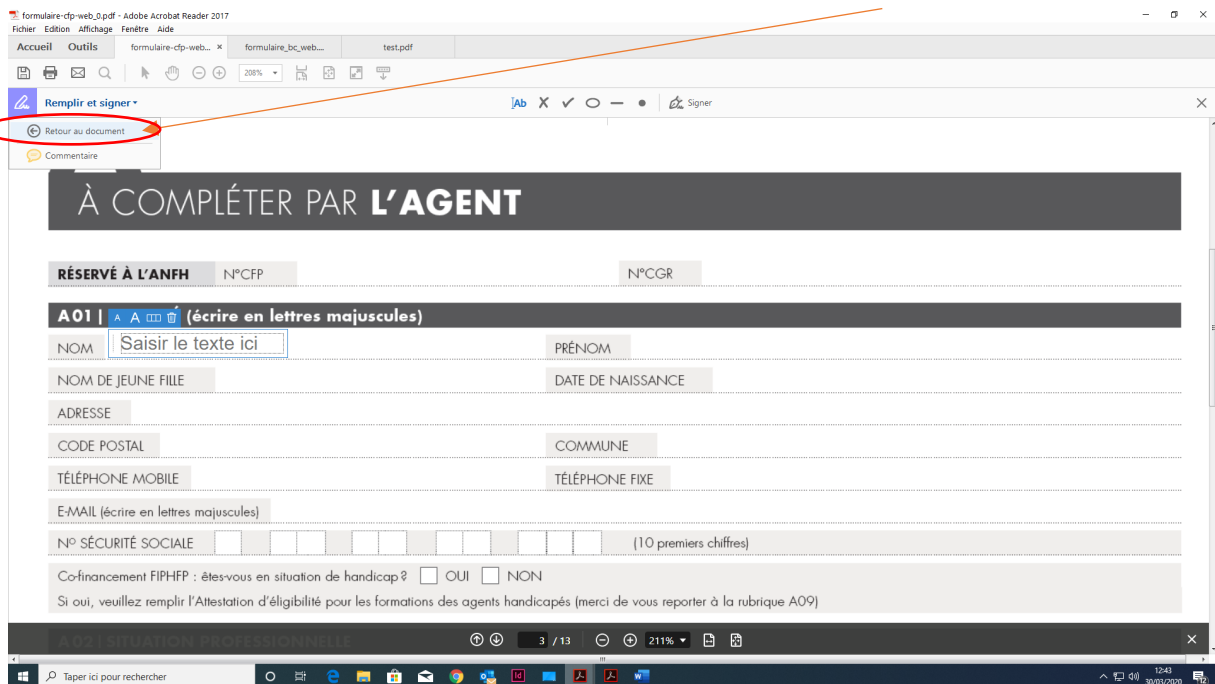 formulaire-cfp-web_0.pdf - Adobe Acrobat Reader 2017
Fichier Edition Affichage Fenêtre Aide
Accueil Outils formulaire-cfp-web... × formulaire_bc_web.... test.pdf
208%
Remplir et signer Ab Signer
Retour au document
Commentaire
À COMPLÉTER PAR L'AGENT
RÉSERVÉ À L'ANFH N°CFP N°CGR
A01 | A A (écrire en lettres majuscules)
NOM Saisir le texte ici PRÉNOM
NOM DE JEUNE FILLE DATE DE NAISSANCE
ADRESSE
CODE POSTAL COMMUNE
TÉLÉPHONE MOBILE TÉLÉPHONE FIXE
E-MAIL (écrire en lettres majuscules)
N° SÉCURITÉ SOCIALE (10 premiers chiffres)
Co-financement FIPHFP : êtes-vous en situation de handicap ? OUI NON
Si oui, veuillez remplir l'Attestation d'éligibilité pour les formations des agents handicapés (merci de vous reporter à la rubrique A09)
A02 | SITUATION PROFESSIONNELLE 3 / 13 211%
Taper ici pour rechercher 12:43
30/03/2020